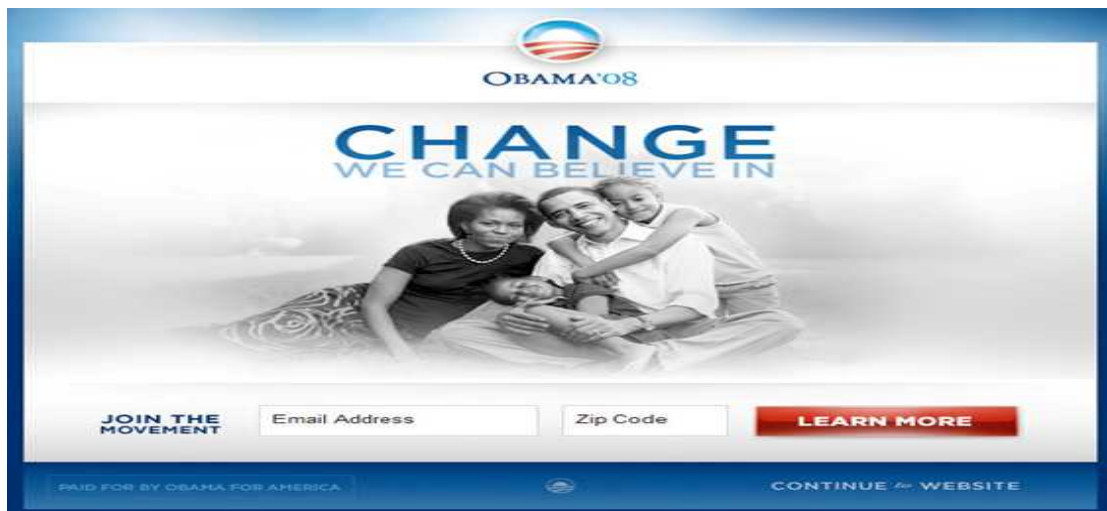 OBAMA'08
CHANGE
WE CAN BELIEVE IN
JOIN THE
MOVEMENT
Email Address
Zip Code
LEARN MORE
PAID FOR BY OBAMA FOR AMERICA
CONTINUE to WEBSITE